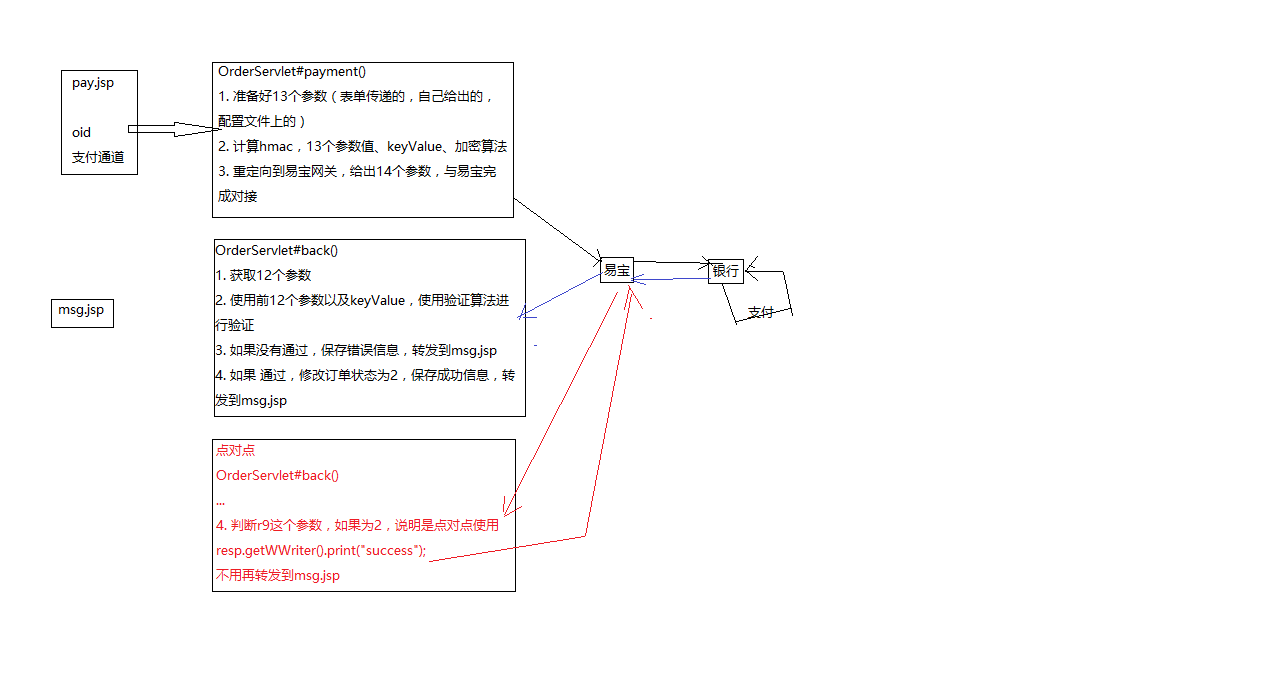 pay.jsp
oid
支付通道
OrderServlet#payment()
1. 准备好13个参数（表单传递的，自己给出的，
配置文件上的）
2. 计算hmac，13个参数值、keyValue、加密算法
3. 重定向到易宝网关，给出14个参数，与易宝完
成对接
OrderServlet#back()
1. 获取12个参数
2. 使用前12个参数以及keyValue，使用验证算法进
行验证
3. 如果没有通过，保存错误信息，转发到msg.jsp
4. 如果 通过，修改订单状态为2，保存成功信息，转
发到msg.jsp
易宝
银行
支付
msg.jsp
点对点
OrderServlet#back()
...
4. 判断r9这个参数，如果为2，说明是点对点使用
resp.getWWriter().print("success");
不用再转发到msg.jsp